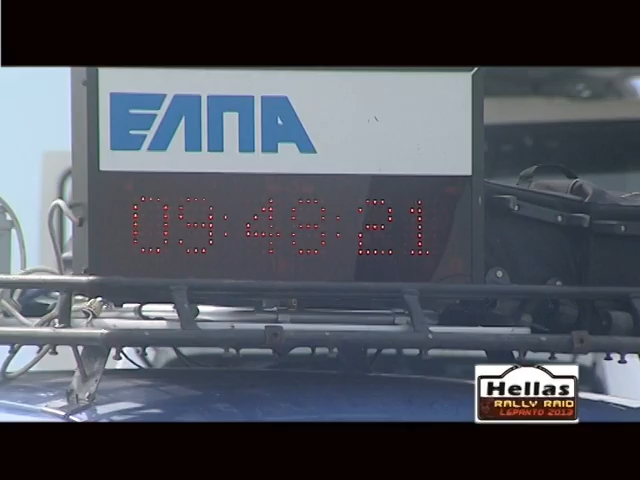 ΕΛΠΑ
09:48:21
Hellas
RALLY RAID
LEPANTO 2013